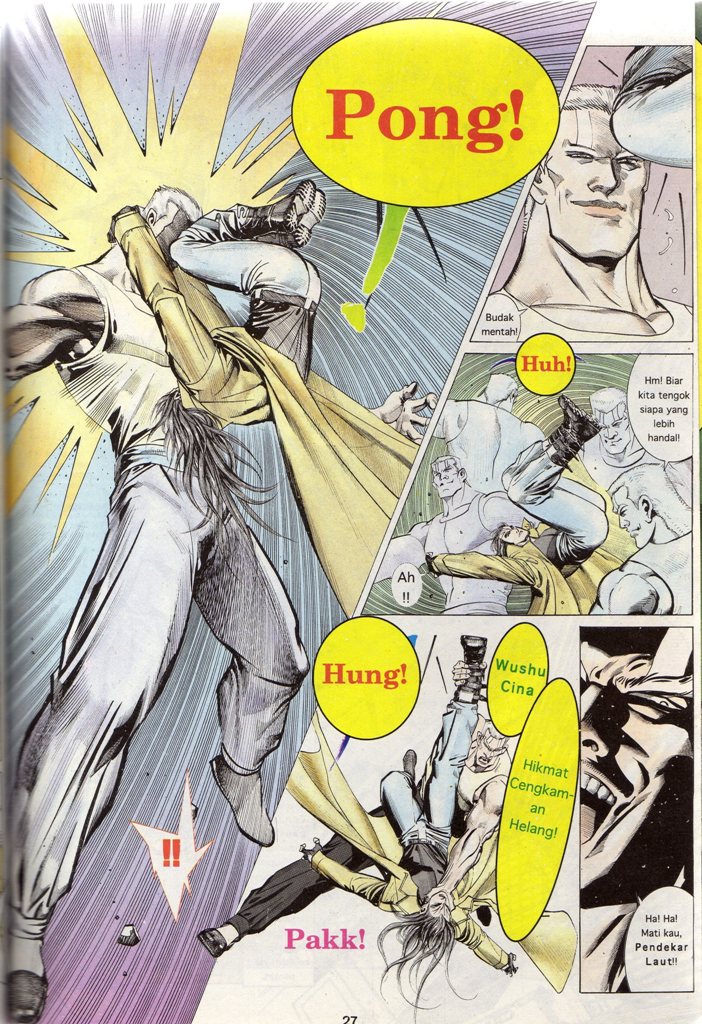 Pong!
Budak
mentah!
Huh!
Hm! Biar
kita tengok
siapa yang
lebih
handal!
Ah
!!
Hung!
Wushu
Cina
Hikmat
Cengkam-
an
Helang!
!!
Pakk!
Ha! Ha!
Mati kau,
Pendekar
Laut!!
27